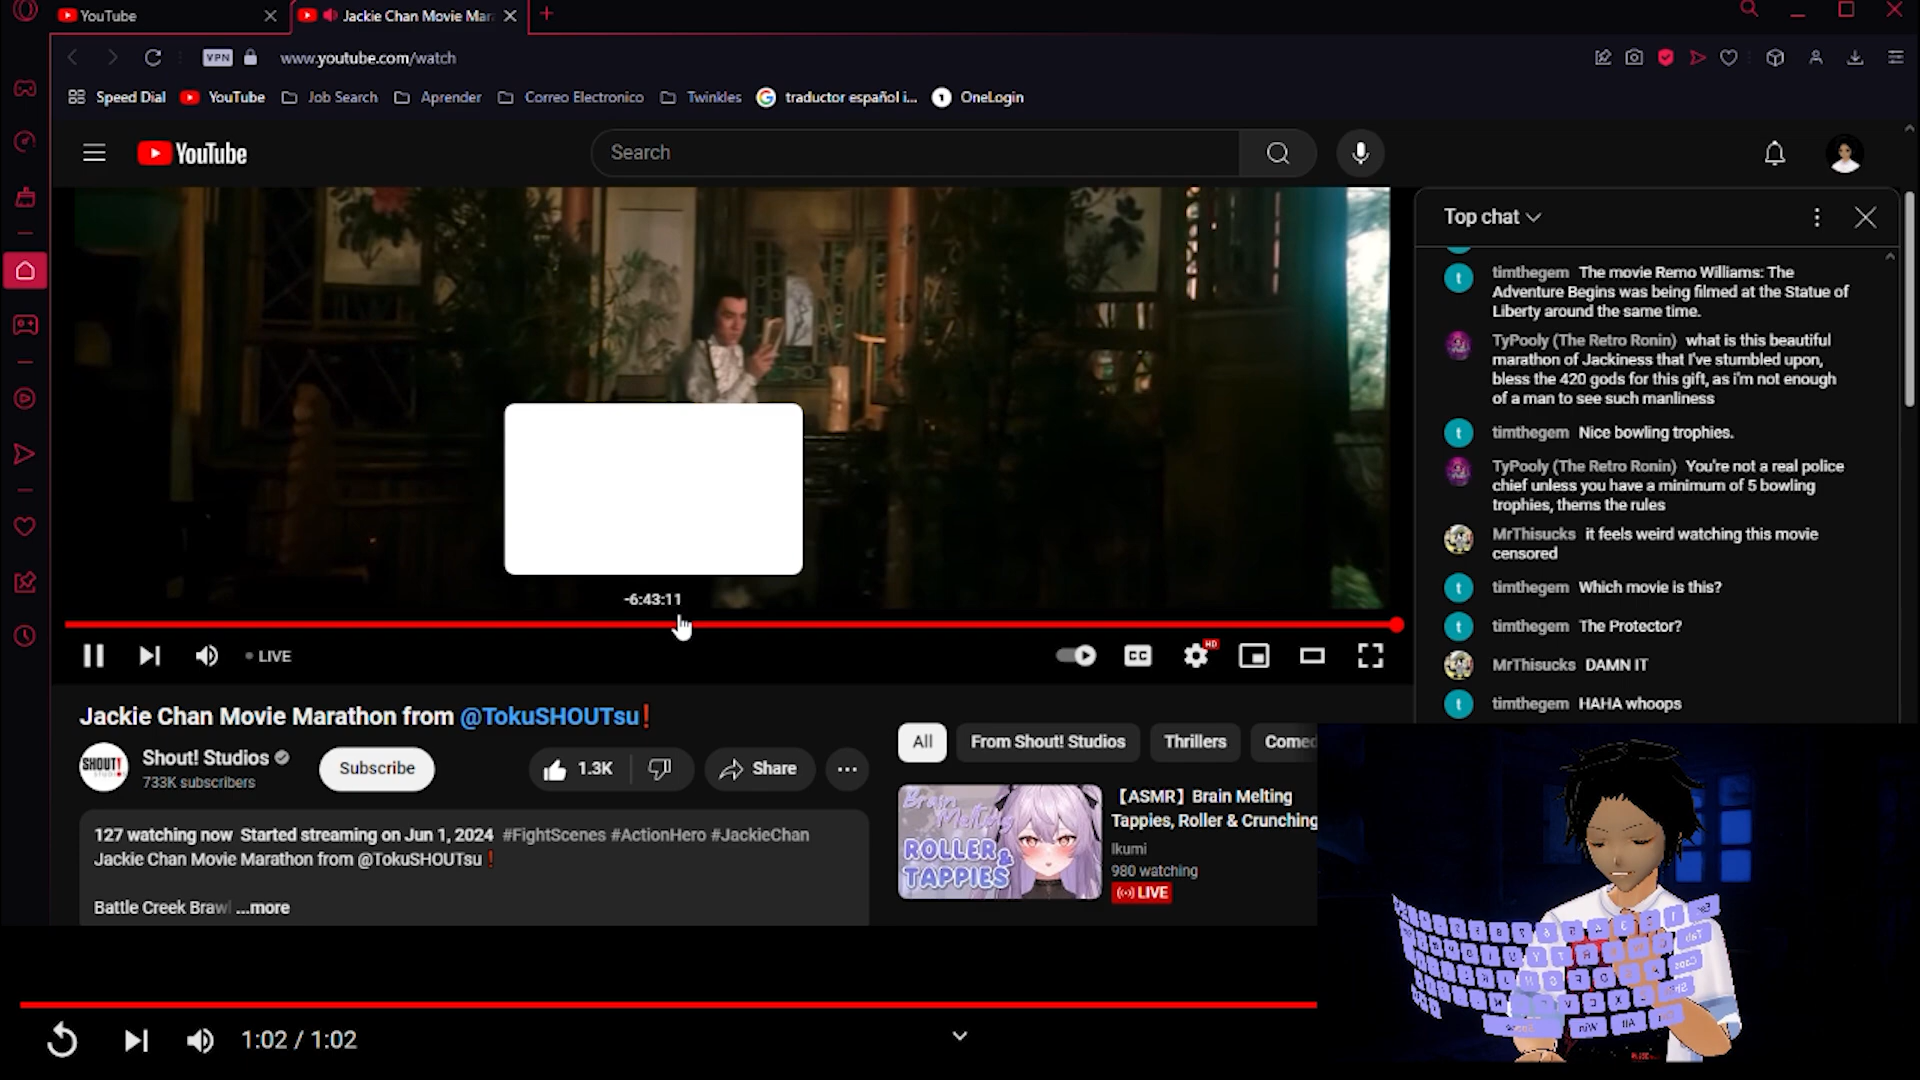 YouTube
Jackie Chan Movie Mar
VPN
www.youtube.com/watch
Speed Dial
YouTube
Job Search
Aprender
Correo Electronico
Twinkles
traductor español i...
OneLogin
YouTube
Search
Top chat
timthegem The movie Remo Williams: The
Adventure Begins was being filmed at the Statue of
Liberty around the same time.
TyPooly (The Retro Ronin) what is this beautiful
marathon of Jackiness that I've stumbled upon,
bless the 420 gods for this gift, as i'm not enough
of a man to see such manliness
t
timthegem Nice bowling trophies.
TyPooly (The Retro Ronin) You're not a real police
chief unless you have a minimum of 5 bowling
trophies, thems the rules
MrThisucks it feels weird watching this movie
censored
t
timthegem Which movie is this?
t
timthegem The Protector?
MrThisucks DAMN IT
t
timthegem HAHA whoops
-6:43:11
LIVE
CC
HD
Jackie Chan Movie Marathon from @TokuSHOUTsu❗
SHOUT!
STUDIOS
Shout! Studios
733K subscribers
Subscribe
1.3K
Share
...
127 watching now Started streaming on Jun 1, 2024 #FightScenes #ActionHero #JackieChan
Jackie Chan Movie Marathon from @TokuSHOUTsu❗
Battle Creek Brawl ...more
All
From Shout! Studios
Thrillers
Comed
Brain
Melting
ROLLER &
TAPPIES
【ASMR】Brain Melting
Tappies, Roller & Crunching
Ikumi
980 watching
LIVE
1:02 / 1:02